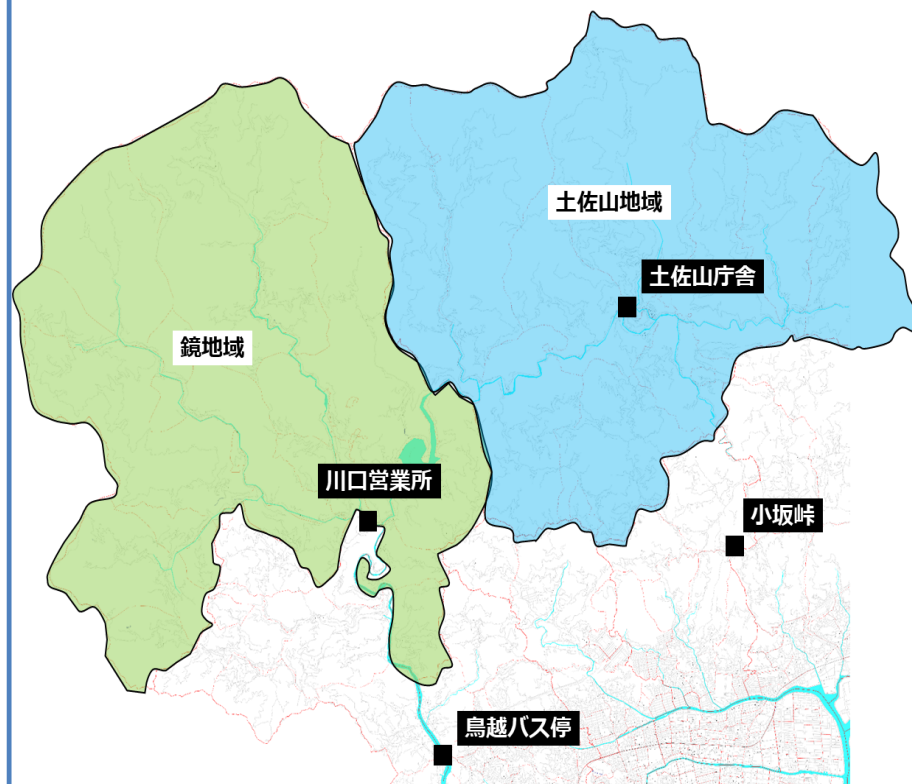 土佐山地域
土佐山庁舎
鏡地域
川口営業所
小坂峠
鳥越バス停